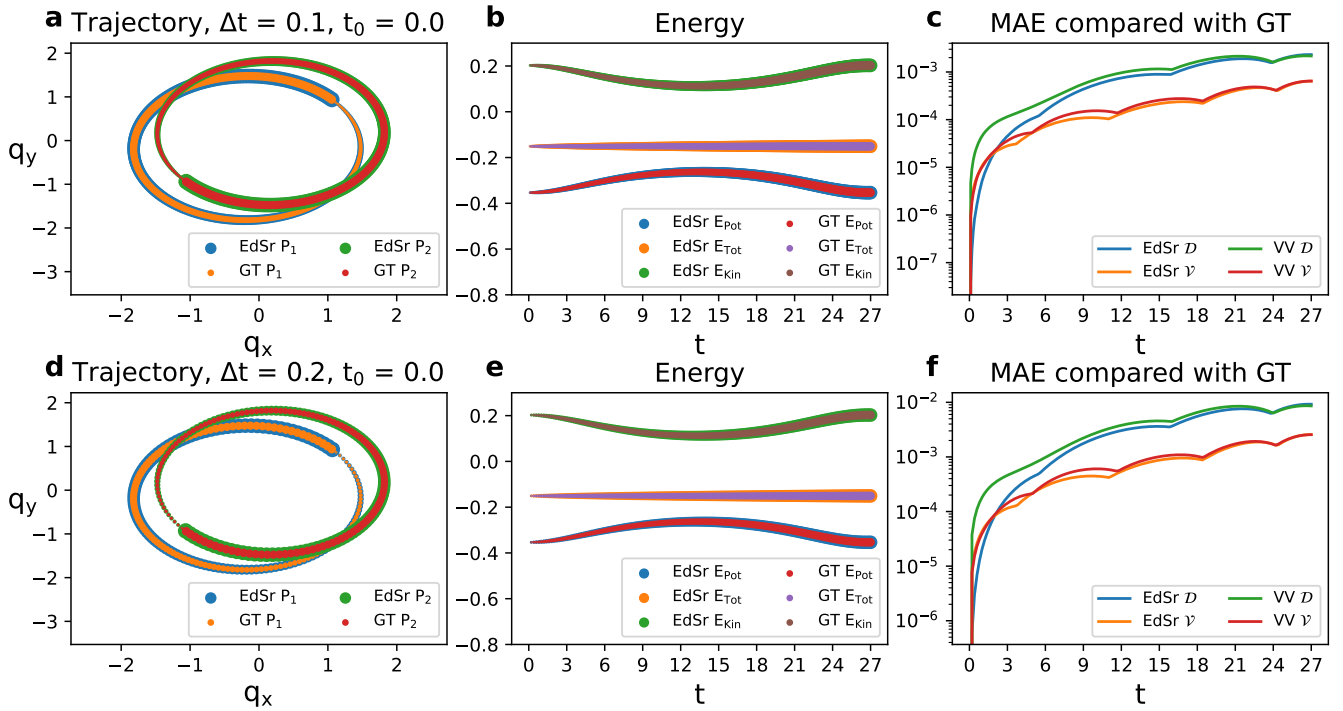 a Trajectory, Δt = 0.1, t₀ = 0.0
2
1
0
−1
−2
−3
q_y
−2 −1 0 1 2
q_x
EdSr P₁ EdSr P₂
GT P₁ GT P₂
b Energy
0.2
0.0
−0.2
−0.4
−0.6
−0.8
0 3 6 9 12 15 18 21 24 27
t
EdSr E_Pot GT E_Pot
EdSr E_Tot GT E_Tot
EdSr E_Kin GT E_Kin
c MAE compared with GT
10⁻³
10⁻⁴
10⁻⁵
10⁻⁶
10⁻⁷
0 3 6 9 12 15 18 21 24 27
t
EdSr 𝒟 VV 𝒟
EdSr 𝒱 VV 𝒱
d Trajectory, Δt = 0.2, t₀ = 0.0
2
1
0
−1
−2
−3
q_y
−2 −1 0 1 2
q_x
EdSr P₁ EdSr P₂
GT P₁ GT P₂
e Energy
0.2
0.0
−0.2
−0.4
−0.6
−0.8
0 3 6 9 12 15 18 21 24 27
t
EdSr E_Pot GT E_Pot
EdSr E_Tot GT E_Tot
EdSr E_Kin GT E_Kin
f MAE compared with GT
10⁻²
10⁻³
10⁻⁴
10⁻⁵
10⁻⁶
0 3 6 9 12 15 18 21 24 27
t
EdSr 𝒟 VV 𝒟
EdSr 𝒱 VV 𝒱